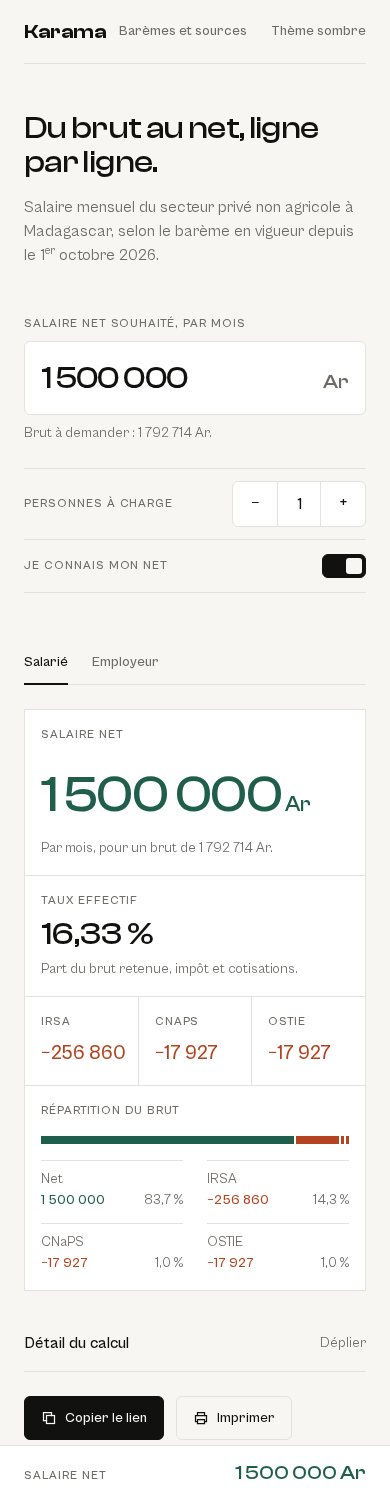 Karama Barèmes et sources Thème sombre
Du brut au net, ligne
par ligne.
Salaire mensuel du secteur privé non agricole à
Madagascar, selon le barème en vigueur depuis
le 1er octobre 2026.
SALAIRE NET SOUHAITÉ, PAR MOIS
1 500 000 Ar
Brut à demander : 1 792 714 Ar.
PERSONNES À CHARGE − 1 +
JE CONNAIS MON NET
Salarié Employeur
SALAIRE NET
1 500 000 Ar
Par mois, pour un brut de 1 792 714 Ar.
TAUX EFFECTIF
16,33 %
Part du brut retenue, impôt et cotisations.
IRSA CNAPS OSTIE
−256 860 −17 927 −17 927
RÉPARTITION DU BRUT
Net IRSA
1 500 000 83,7 % −256 860 14,3 %
CNaPS OSTIE
−17 927 1,0 % −17 927 1,0 %
Détail du calcul Déplier
Copier le lien Imprimer
SALAIRE NET 1 500 000 Ar